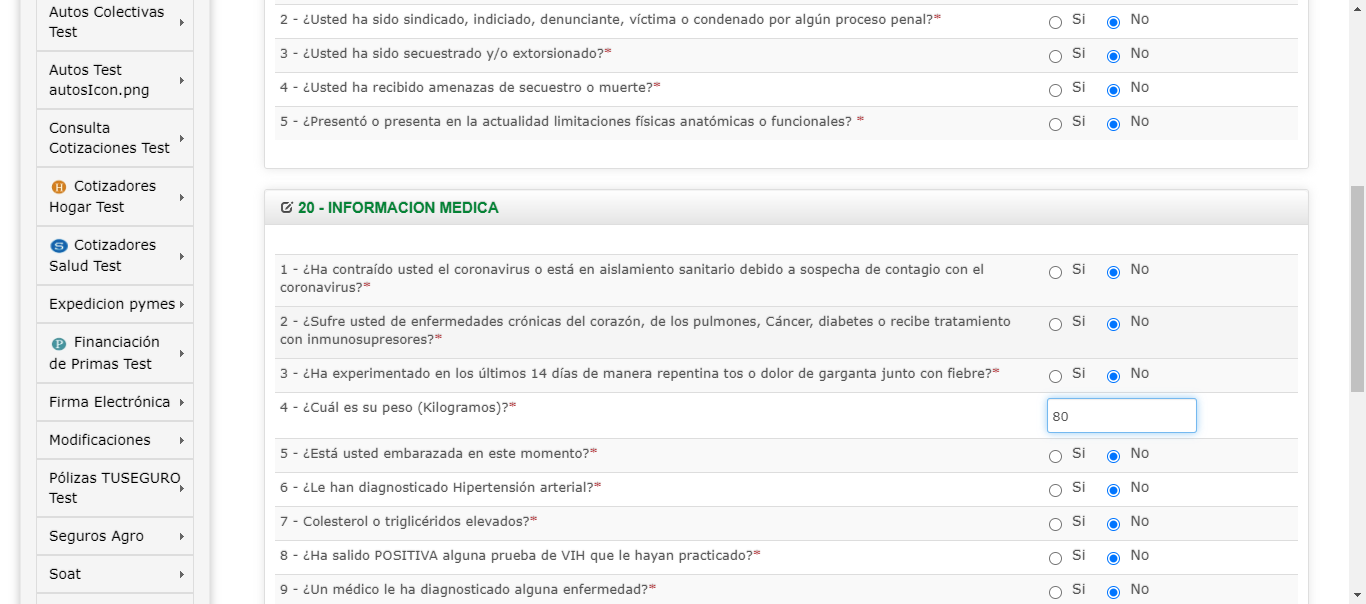 Autos Colectivas
Test
Autos Test
autosIcon.png
Consulta
Cotizaciones Test
H Cotizadores
Hogar Test
S Cotizadores
Salud Test
Expedicion pymes
P Financiación
de Primas Test
Firma Electrónica
Modificaciones
Pólizas TUSEGURO
Test
Seguros Agro
Soat
2 - ¿Usted ha sido sindicado, indiciado, denunciante, víctima o condenado por algún proceso penal?* Si No
3 - ¿Usted ha sido secuestrado y/o extorsionado?* Si No
4 - ¿Usted ha recibido amenazas de secuestro o muerte?* Si No
5 - ¿Presentó o presenta en la actualidad limitaciones físicas anatómicas o funcionales? * Si No
20 - INFORMACION MEDICA
1 - ¿Ha contraído usted el coronavirus o está en aislamiento sanitario debido a sospecha de contagio con el Si No
coronavirus?*
2 - ¿Sufre usted de enfermedades crónicas del corazón, de los pulmones, Cáncer, diabetes o recibe tratamiento Si No
con inmunosupresores?*
3 - ¿Ha experimentado en los últimos 14 días de manera repentina tos o dolor de garganta junto con fiebre?* Si No
4 - ¿Cuál es su peso (Kilogramos)?* 80
5 - ¿Está usted embarazada en este momento?* Si No
6 - ¿Le han diagnosticado Hipertensión arterial?* Si No
7 - Colesterol o triglicéridos elevados?* Si No
8 - ¿Ha salido POSITIVA alguna prueba de VIH que le hayan practicado?* Si No
9 - ¿Un médico le ha diagnosticado alguna enfermedad?* Si No